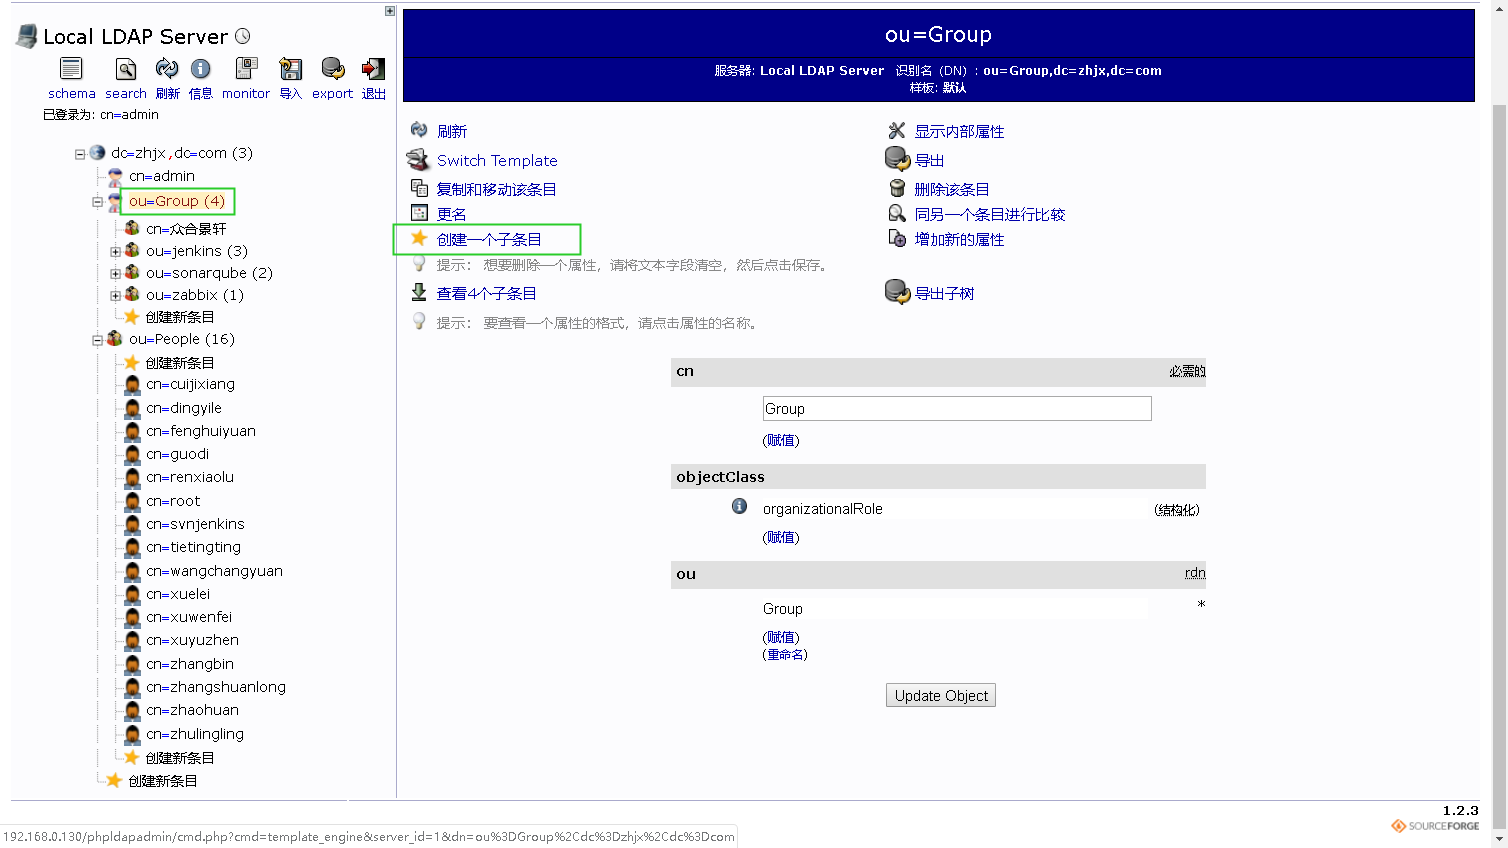 Local LDAP Server
schema search 刷新 信息 monitor 导入 export 退出
已登录为: cn=admin
dc=zhjx,dc=com (3)
cn=admin
ou=Group (4)
cn=众合景轩
ou=jenkins (3)
ou=sonarqube (2)
ou=zabbix (1)
创建新条目
ou=People (16)
创建新条目
cn=cuijixiang
cn=dingyile
cn=fenghuiyuan
cn=guodi
cn=renxiaolu
cn=root
cn=svnjenkins
cn=tietingting
cn=wangchangyuan
cn=xuelei
cn=xuwenfei
cn=xuyuzhen
cn=zhangbin
cn=zhangshuanlong
cn=zhaohuan
cn=zhulingling
创建新条目
创建新条目
ou=Group
服务器: Local LDAP Server 识别名（DN）: ou=Group,dc=zhjx,dc=com
样板: 默认
刷新 显示内部属性
Switch Template 导出
复制和移动该条目 删除该条目
更名 同另一个条目进行比较
创建一个子条目 增加新的属性
提示： 想要删除一个属性，请将文本字段清空，然后点击保存。
查看4个子条目 导出子树
提示： 要查看一个属性的格式，请点击属性的名称。
cn 必需的
Group
(赋值)
objectClass
organizationalRole (结构化)
(赋值)
ou rdn
Group *
(赋值)
(重命名)
Update Object
1.2.3
SOURCEFORGE
192.168.0.130/phpldapadmin/cmd.php?cmd=template_engine&server_id=1&dn=ou%3DGroup%2Cdc%3Dzhjx%2Cdc%3Dcom